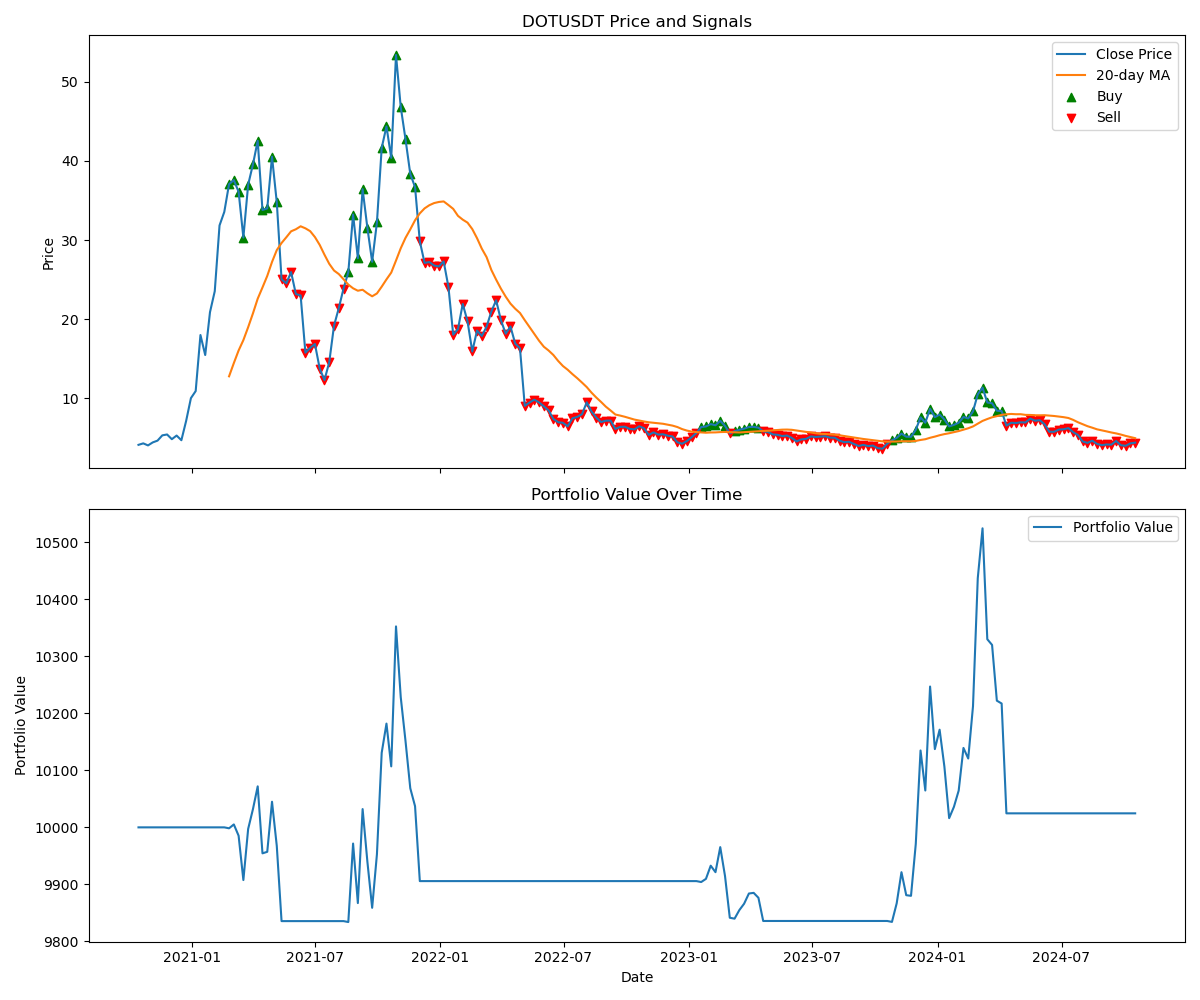 DOTUSDT Price and Signals
Price
50
40
30
20
10
Close Price
20-day MA
Buy
Sell
Portfolio Value Over Time
Portfolio Value
10500
10400
10300
10200
10100
10000
9900
9800
Portfolio Value
2021-01
2021-07
2022-01
2022-07
2023-01
2023-07
2024-01
2024-07
Date